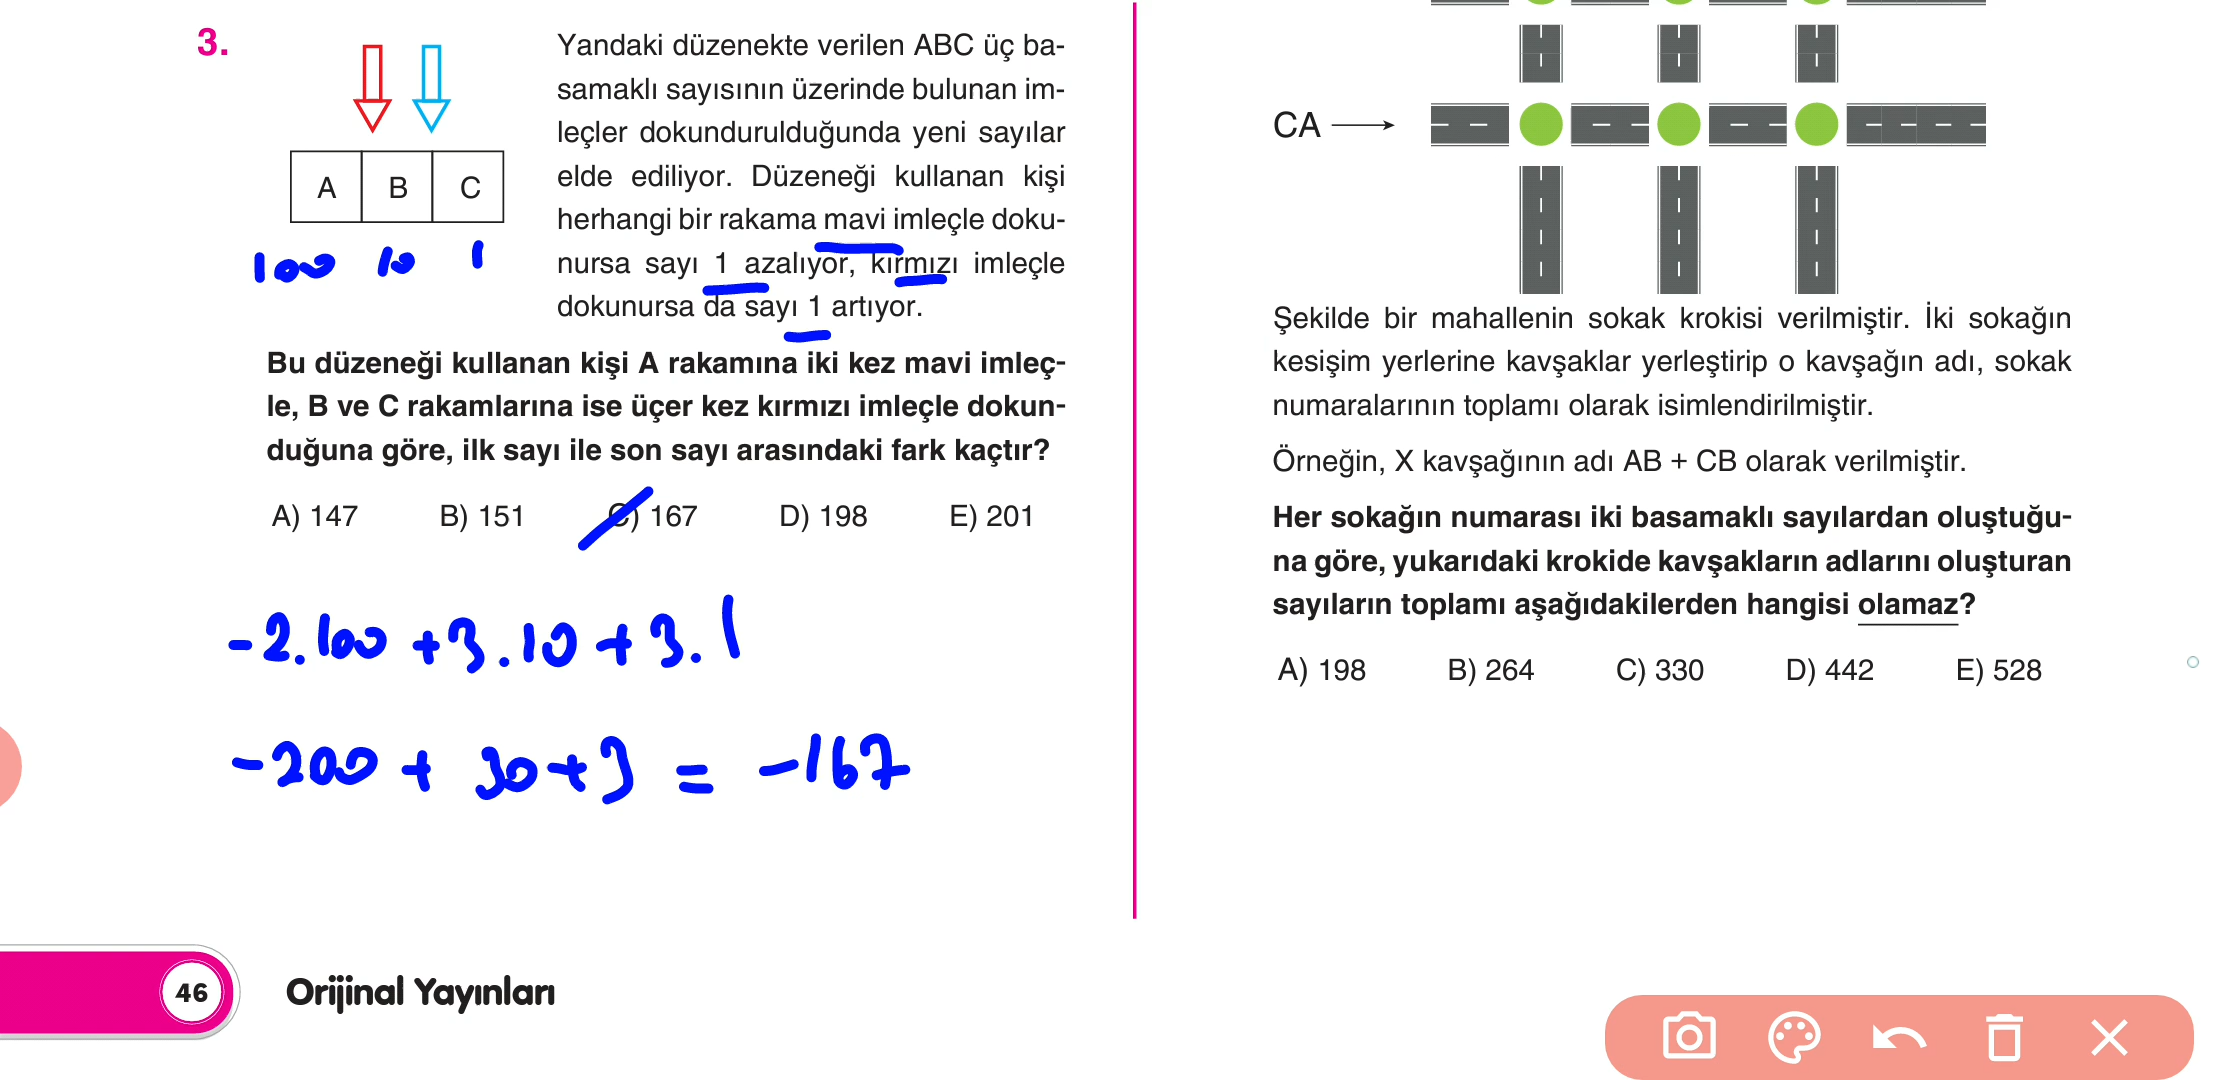 3.
A B C
100 10 1
Yandaki düzenekte verilen ABC üç ba-
samaklı sayısının üzerinde bulunan im-
leçler dokundurulduğunda yeni sayılar
elde ediliyor. Düzeneği kullanan kişi
herhangi bir rakama mavi imleçle doku-
nursa sayı 1 azalıyor, kırmızı imleçle
dokunursa da sayı 1 artıyor.
Bu düzeneği kullanan kişi A rakamına iki kez mavi imleç-
le, B ve C rakamlarına ise üçer kez kırmızı imleçle dokun-
duğuna göre, ilk sayı ile son sayı arasındaki fark kaçtır?
A) 147 B) 151 C) 167 D) 198 E) 201
-2.100 +3.10 +3.1
-200 + 30+3 = -167
46
Orijinal Yayınları
CA
Şekilde bir mahallenin sokak krokisi verilmiştir. İki sokağın
kesişim yerlerine kavşaklar yerleştirip o kavşağın adı, sokak
numaralarının toplamı olarak isimlendirilmiştir.
Örneğin, X kavşağının adı AB + CB olarak verilmiştir.
Her sokağın numarası iki basamaklı sayılardan oluştuğu-
na göre, yukarıdaki krokide kavşakların adlarını oluşturan
sayıların toplamı aşağıdakilerden hangisi olamaz?
A) 198 B) 264 C) 330 D) 442 E) 528